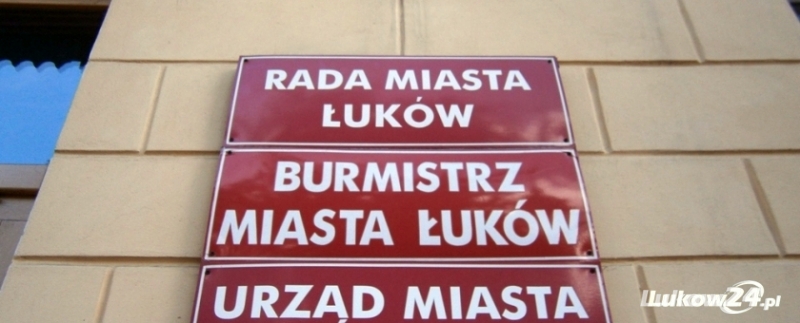 RADA MIASTA
ŁUKÓW
BURMISTRZ
MIASTA ŁUKÓW
URZĄD MIASTA
Lukow24.pl